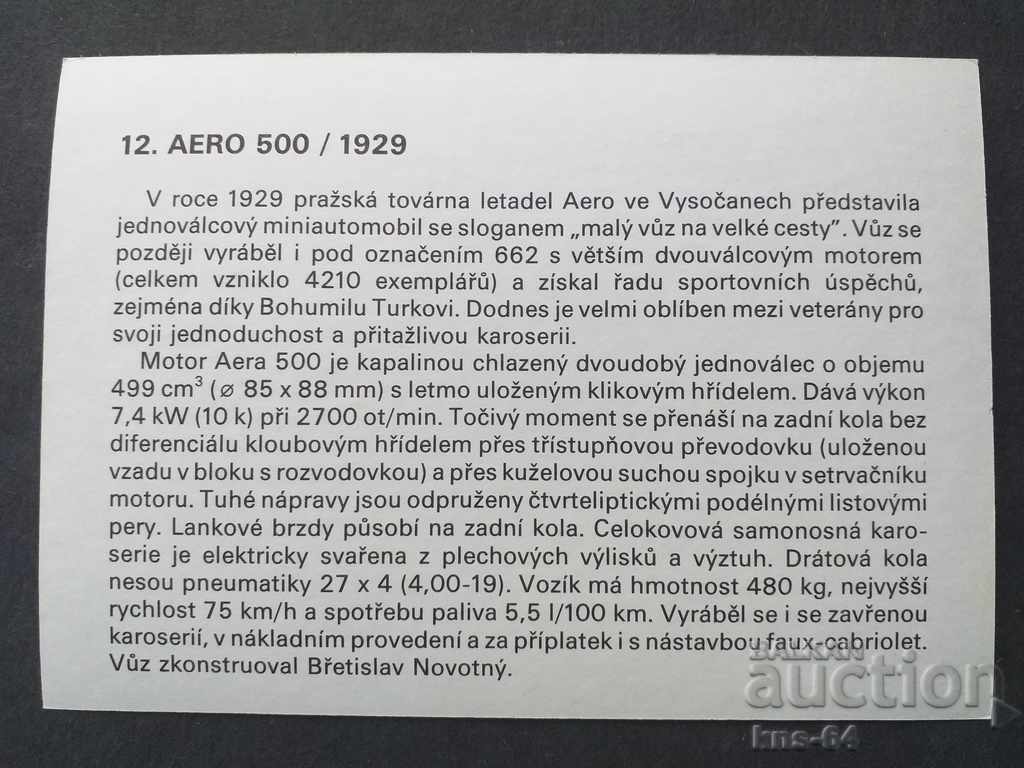 12. AERO 500 / 1929
V roce 1929 pražská továrna letadel Aero ve Vysočanech představila
jednoválcový miniautomobil se sloganem „malý vůz na velké cesty”. Vůz se
později vyráběl i pod označením 662 s větším dvouválcovým motorem
(celkem vzniklo 4210 exemplářů) a získal řadu sportovních úspěchů,
zejména díky Bohumilu Turkovi. Dodnes je velmi oblíben mezi veterány pro
svoji jednoduchost a přitažlivou karoserii.
Motor Aera 500 je kapalinou chlazený dvoudobý jednoválec o objemu
499 cm³ (ø 85 x 88 mm) s letmo uloženým klikovým hřídelem. Dává výkon
7,4 kW (10 k) při 2700 ot/min. Točivý moment se přenáší na zadní kola bez
diferenciálu kloubovým hřídelem přes třístupňovou převodovku (uloženou
vzadu v bloku s rozvodovkou) a přes kuželovou suchou spojku v setrvačníku
motoru. Tuhé nápravy jsou odpruženy čtvrteliptickými podélnými listovými
pery. Lankové brzdy působí na zadní kola. Celokovová samonosná karo-
serie je elektricky svařena z plechových výlisků a výztuh. Drátová kola
nesou pneumatiky 27 x 4 (4,00-19). Vozík má hmotnost 480 kg, nejvyšší
rychlost 75 km/h a spotřebu paliva 5,5 l/100 km. Vyráběl se i se zavřenou
karoserií, v nákladním provedení a za příplatek i s nástavbou faux-cabriolet.
Vůz zkonstruoval Břetislav Novotný.
BALKAN
auction
kns-64